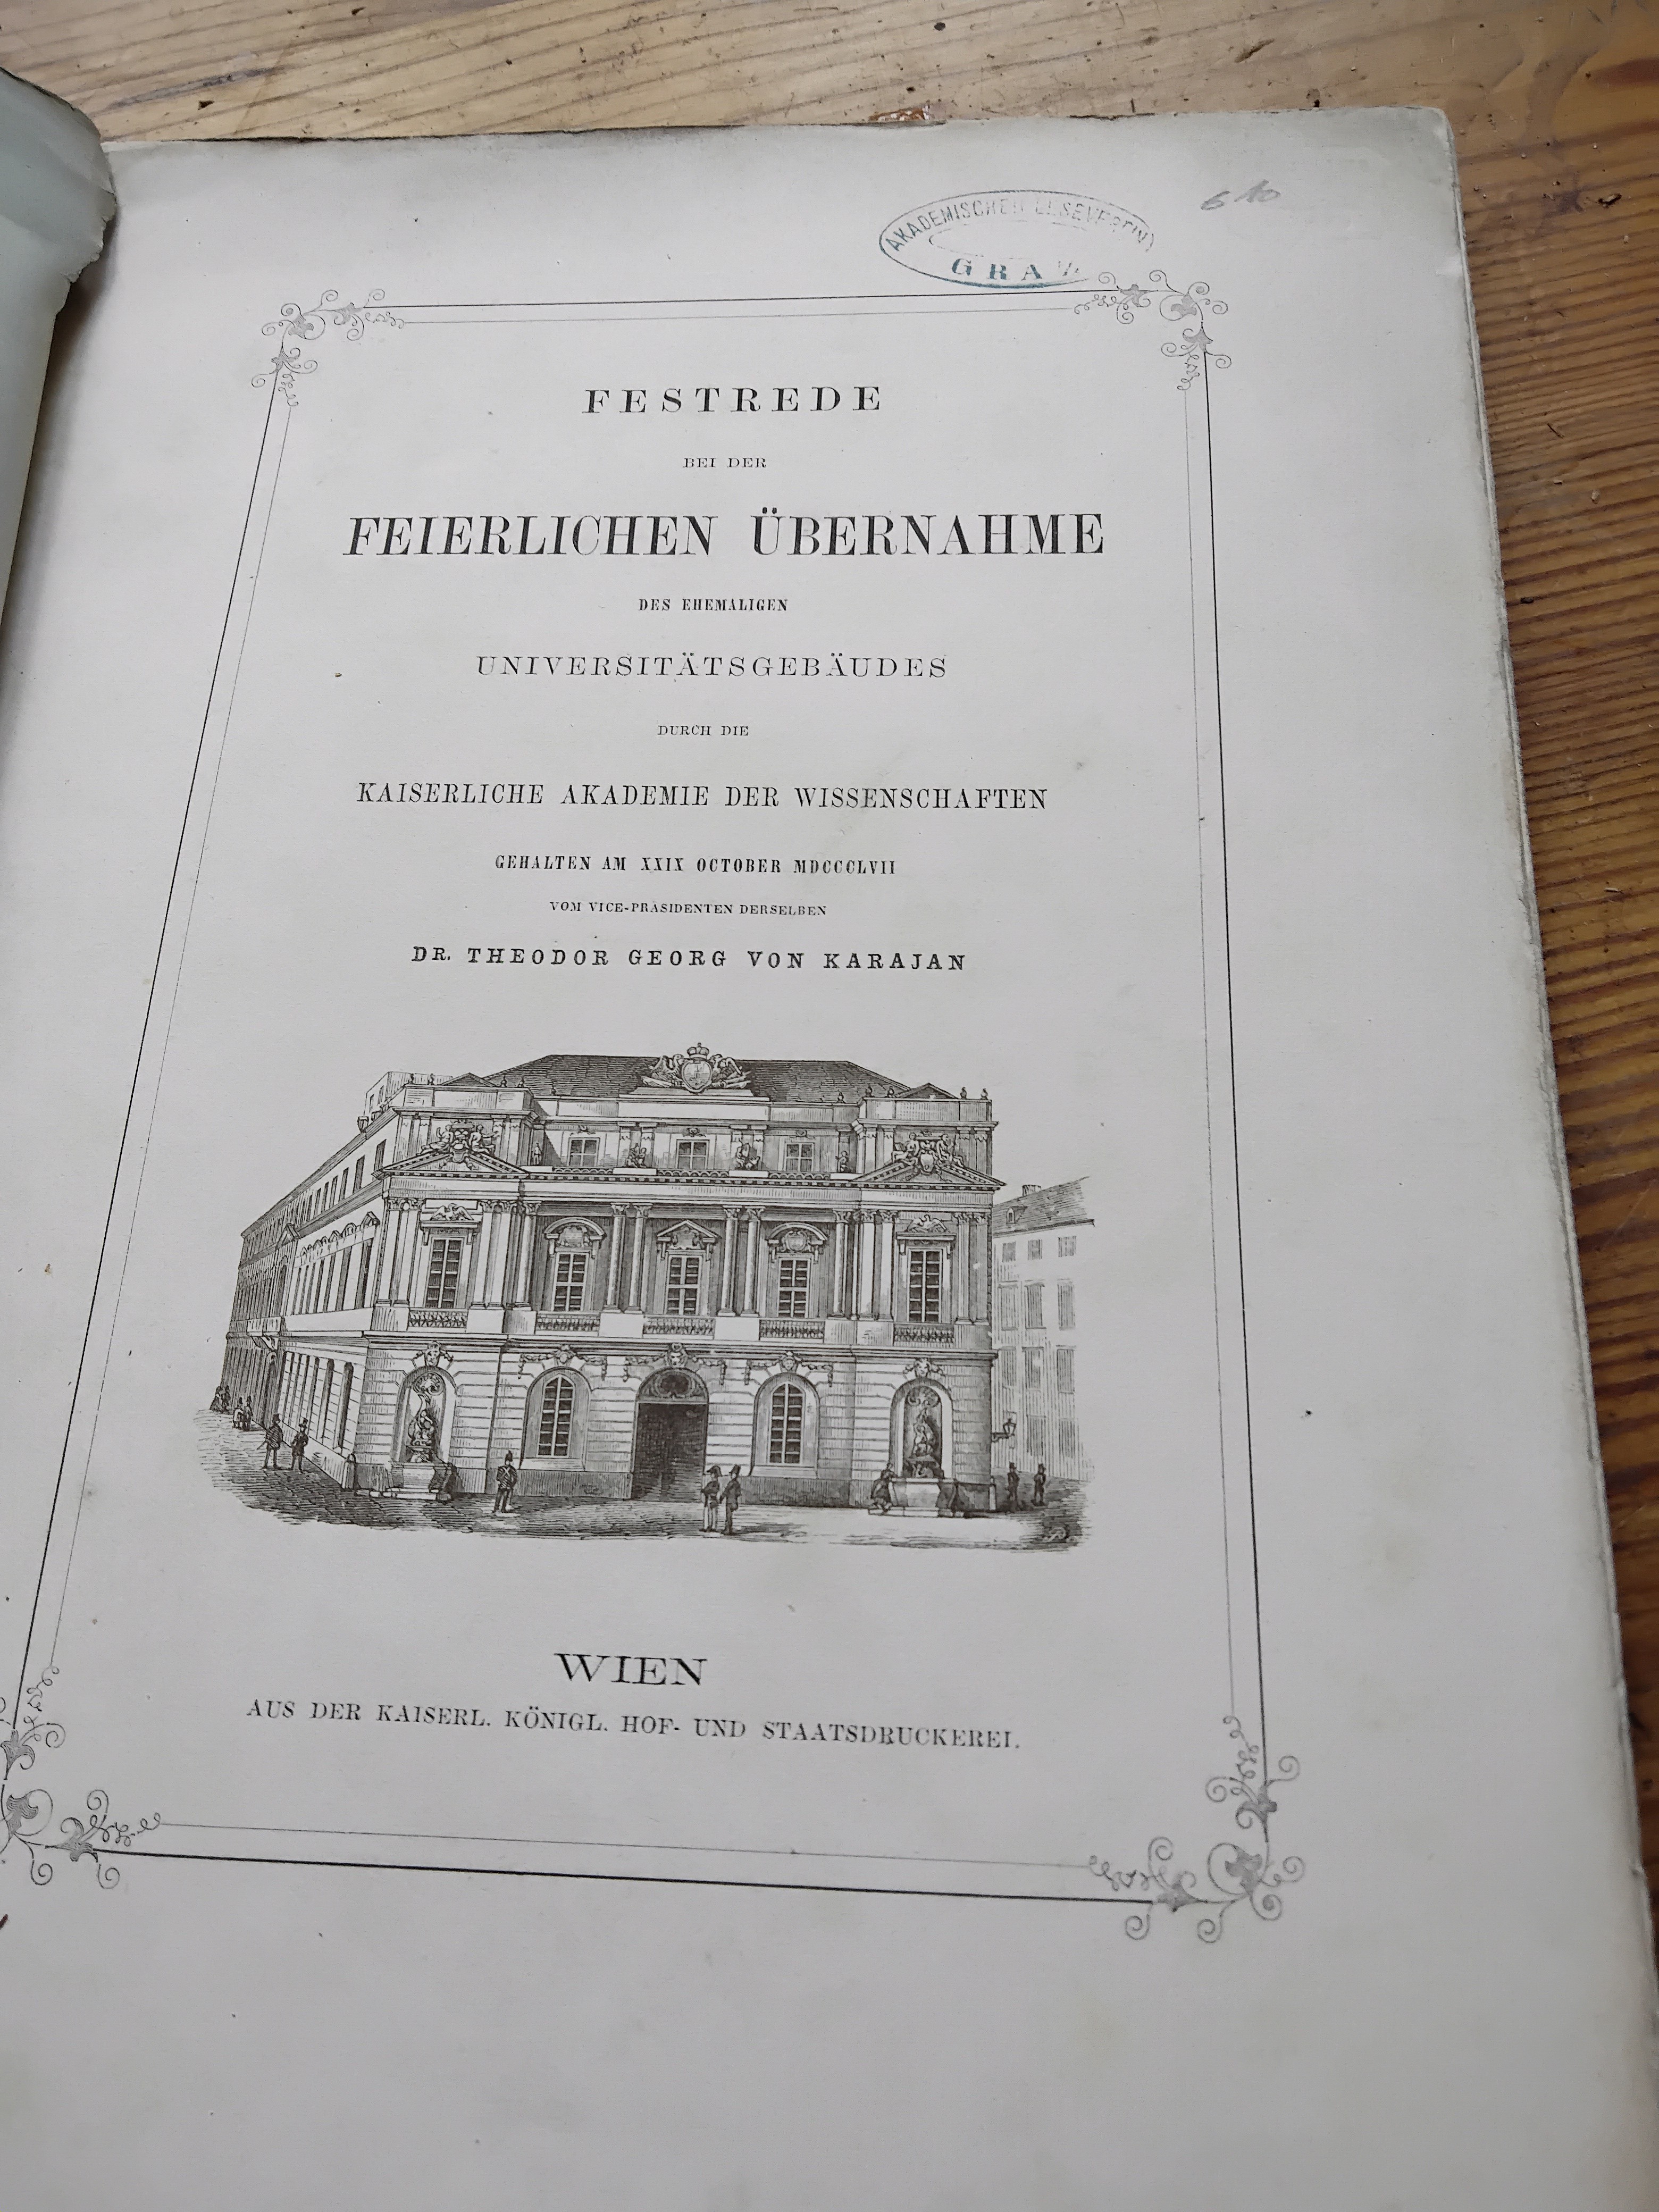 AKADEMISCHER LESEVEREIN
GRA
FESTREDE
BEI DER
FEIERLICHEN ÜBERNAHME
DES EHEMALIGEN
UNIVERSITÄTSGEBÄUDES
DURCH DIE
KAISERLICHE AKADEMIE DER WISSENSCHAFTEN
GEHALTEN AM XXIX OCTOBER MDCCCLVII
VOM VICE-PRÄSIDENTEN DERSELBEN
DR. THEODOR GEORG VON KARAJAN
WIEN
AUS DER KAISERL. KÖNIGL. HOF- UND STAATSDRUCKEREI.